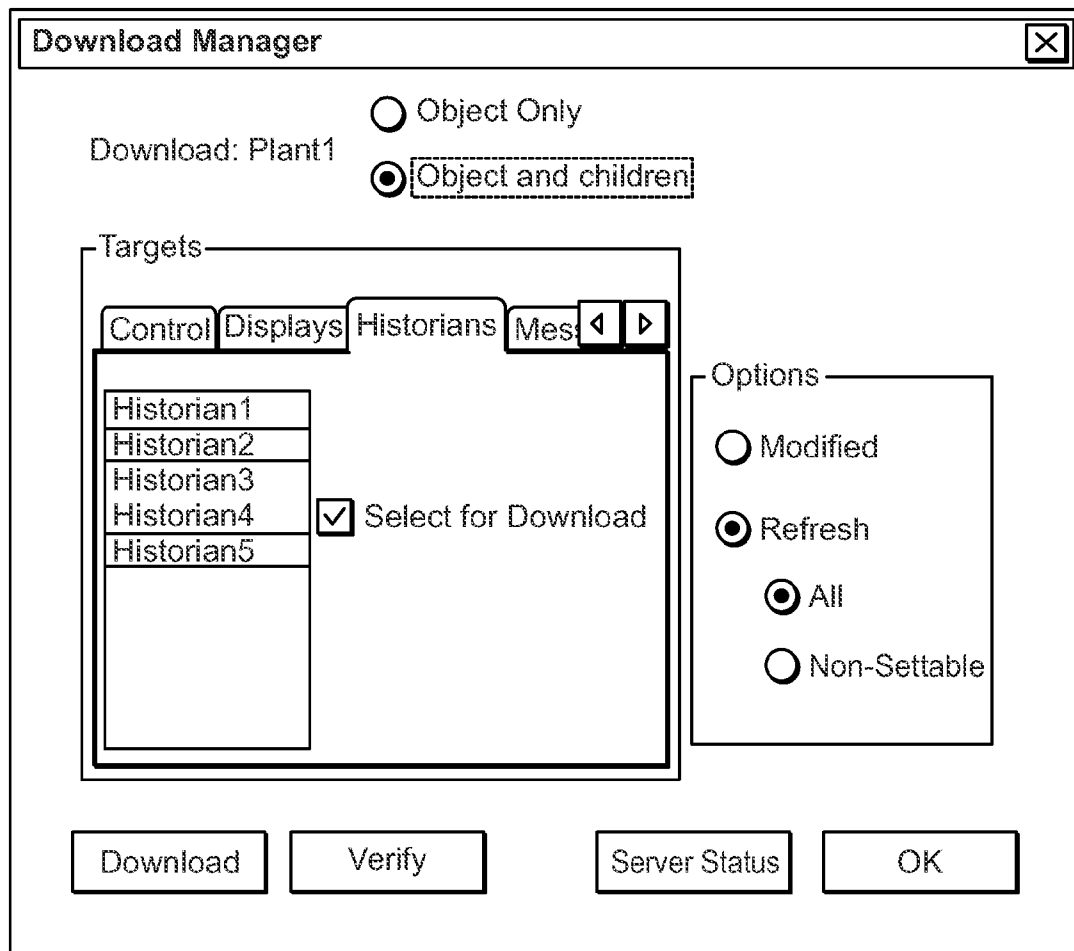 Download Manager
Object Only
Download: Plant1
Object and children
Targets
Control Displays Historians Mes
Options
Historian1
Historian2
Historian3
Historian4
Historian5
Select for Download
Modified
Refresh
All
Non-Settable
Download Verify Server Status OK